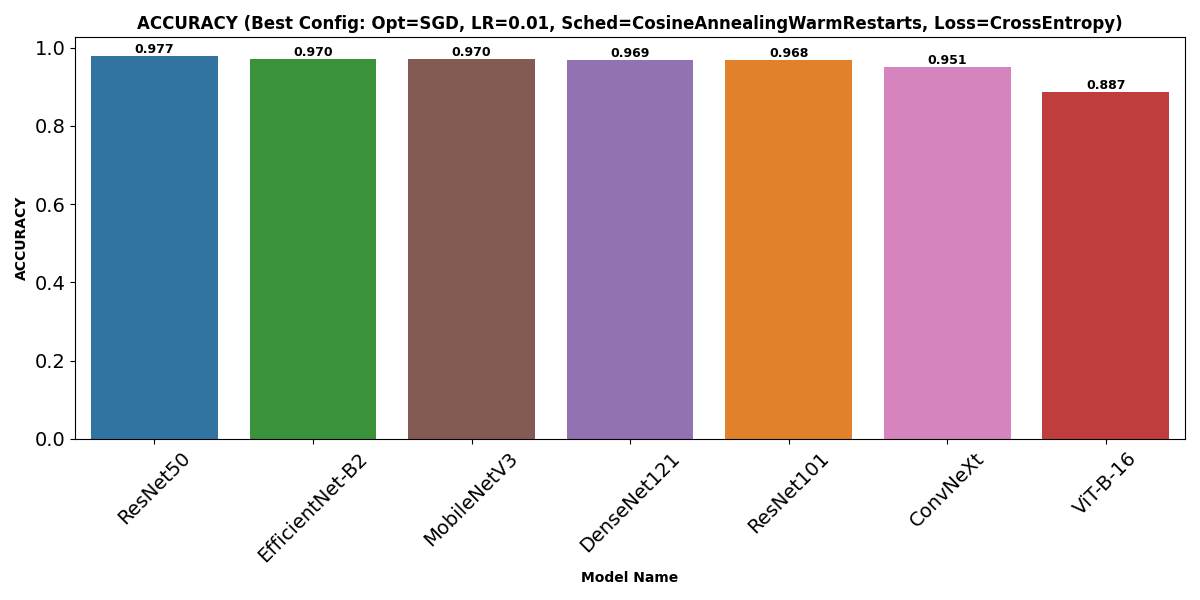 ACCURACY (Best Config: Opt=SGD, LR=0.01, Sched=CosineAnnealingWarmRestarts, Loss=CrossEntropy)
ACCURACY
1.0
0.8
0.6
0.4
0.2
0.0
0.977
0.970
0.970
0.969
0.968
0.951
0.887
ResNet50
EfficientNet-B2
MobileNetV3
DenseNet121
ResNet101
ConvNeXt
ViT-B-16
Model Name